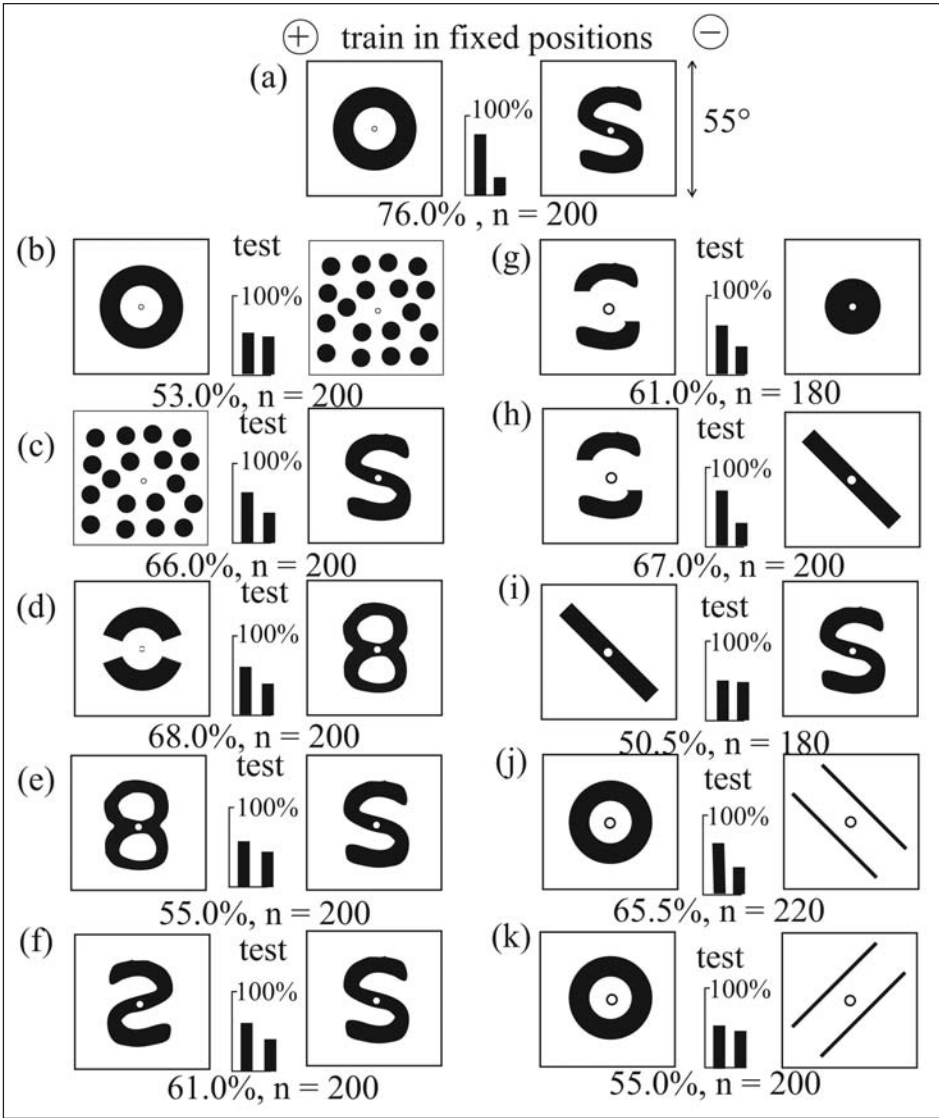 ⊕ train in fixed positions ⊖
(a)
100%
55°
76.0% , n = 200
(b)
test
100%
53.0%, n = 200
(c)
test
100%
66.0%, n = 200
(d)
test
100%
68.0%, n = 200
(e)
test
100%
55.0%, n = 200
(f)
test
100%
61.0%, n = 200
(g)
test
100%
61.0%, n = 180
(h)
test
100%
67.0%, n = 200
(i)
test
100%
50.5%, n = 180
(j)
test
100%
65.5%, n = 220
(k)
test
100%
55.0%, n = 200